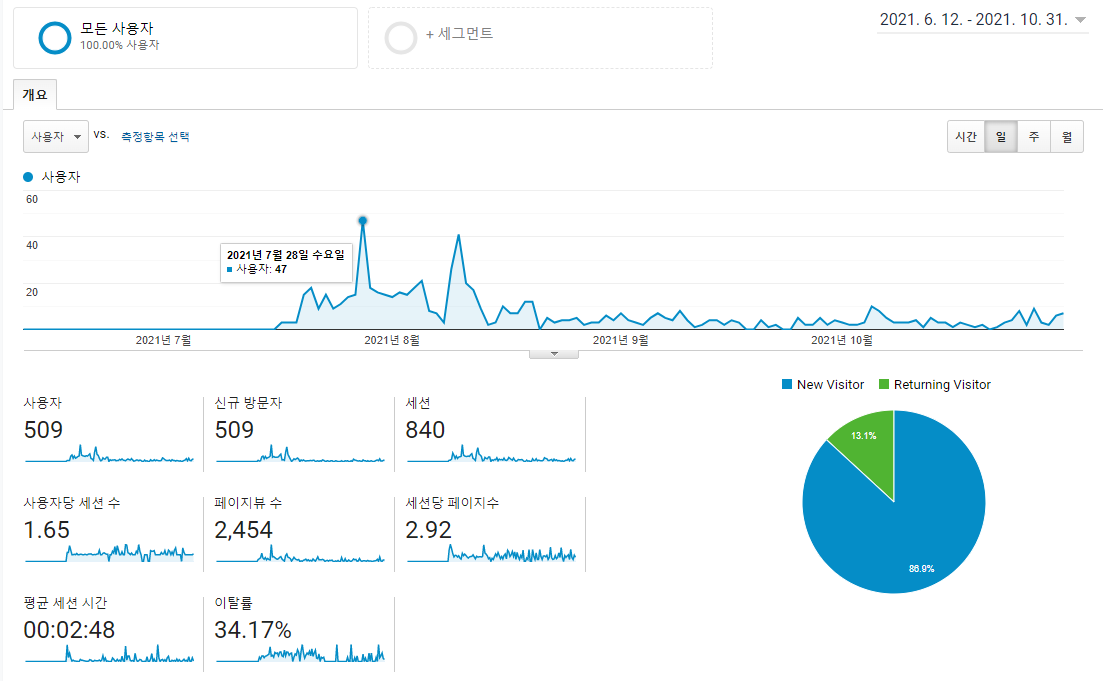 모든 사용자
100.00% 사용자
+ 세그먼트
2021. 6. 12. - 2021. 10. 31.
개요
사용자
vs.
측정항목 선택
시간
일
주
월
사용자
60
40
20
2021년 7월 28일 수요일
사용자: 47
2021년 7월
2021년 8월
2021년 9월
2021년 10월
New Visitor
Returning Visitor
13.1%
86.9%
사용자
509
신규 방문자
509
세션
840
사용자당 세션 수
1.65
페이지뷰 수
2,454
세션당 페이지수
2.92
평균 세션 시간
00:02:48
이탈률
34.17%